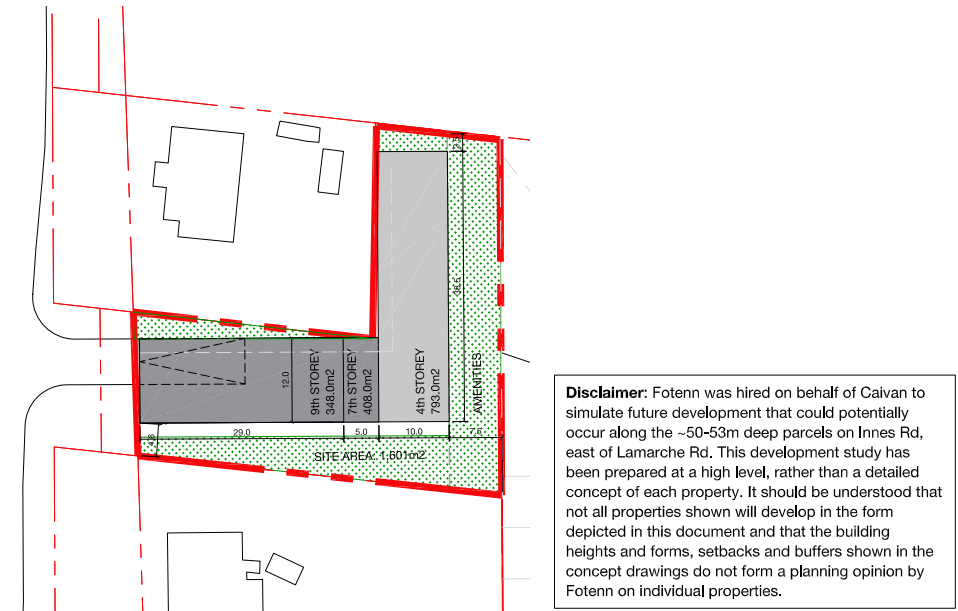 2.5
38.5
12.0
9th STOREY
348.0m2
7th STOREY
408.0m2
4th STOREY
793.0m2
AMENITIES
29.0
5.0
10.0
7.5
SITE AREA: 1,601m2
Disclaimer: Fotenn was hired on behalf of Caivan to
simulate future development that could potentially
occur along the ~50-53m deep parcels on Innes Rd,
east of Lamarche Rd. This development study has
been prepared at a high level, rather than a detailed
concept of each property. It should be understood that
not all properties shown will develop in the form
depicted in this document and that the building
heights and forms, setbacks and buffers shown in the
concept drawings do not form a planning opinion by
Fotenn on individual properties.